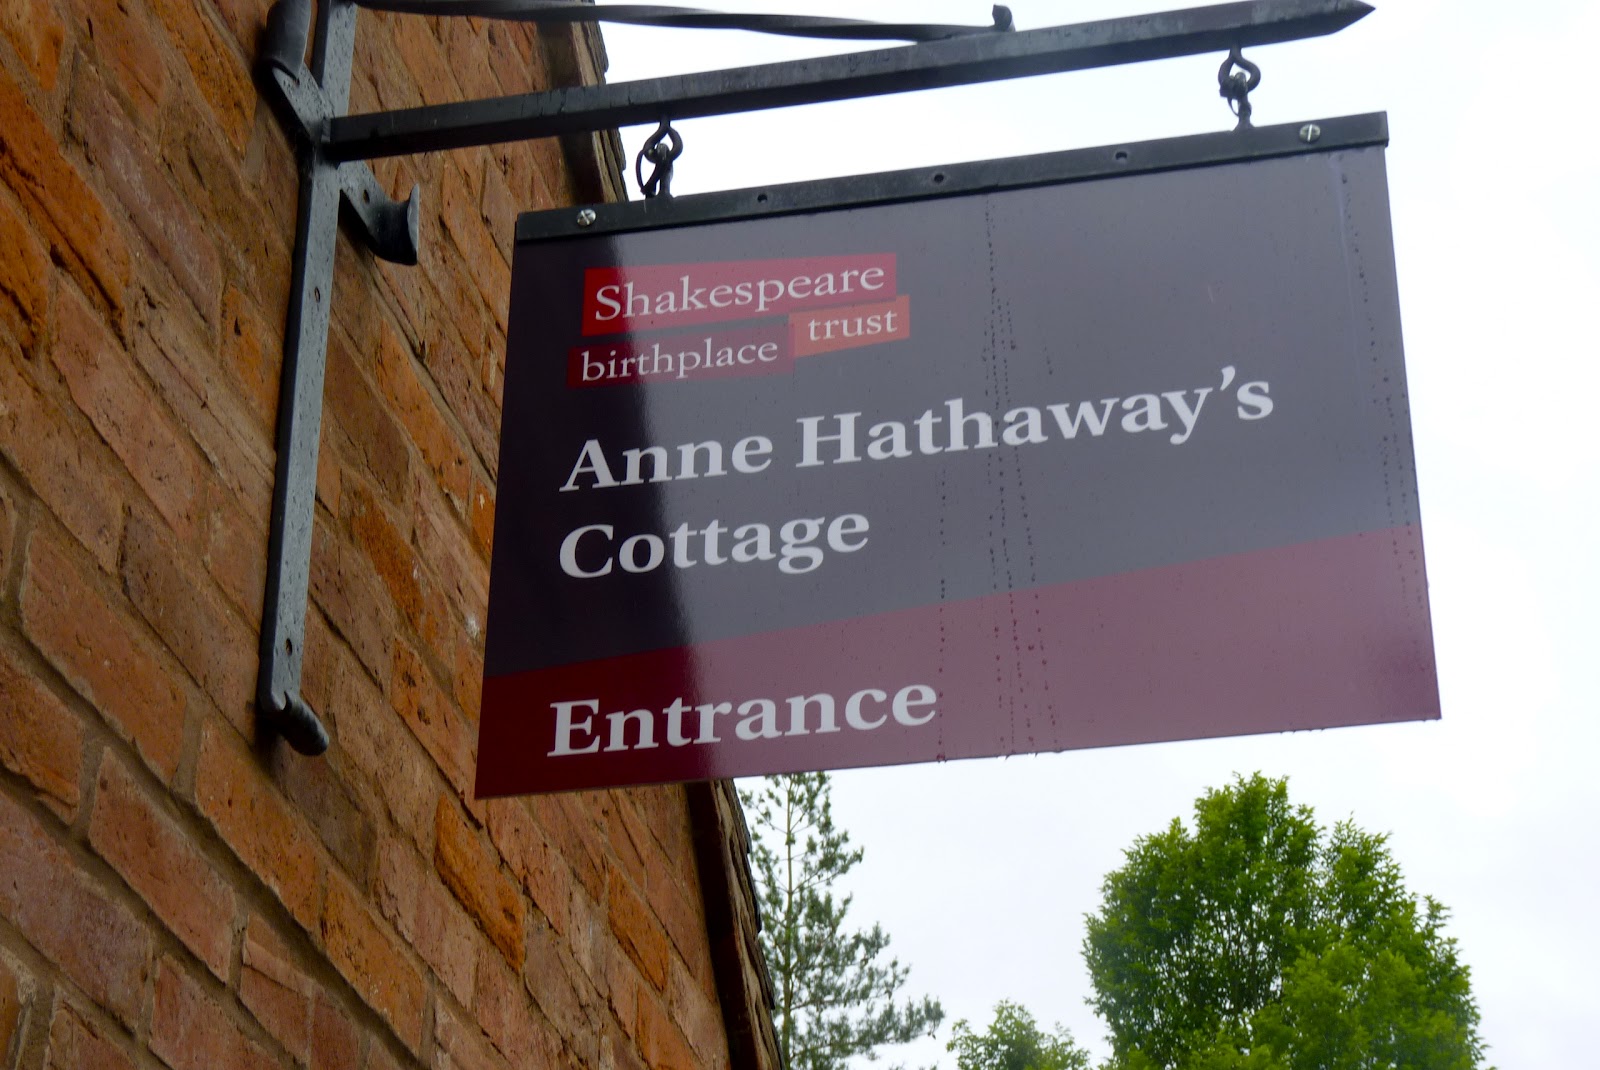 Shakespeare
birthplace trust
Anne Hathaway's
Cottage
Entrance